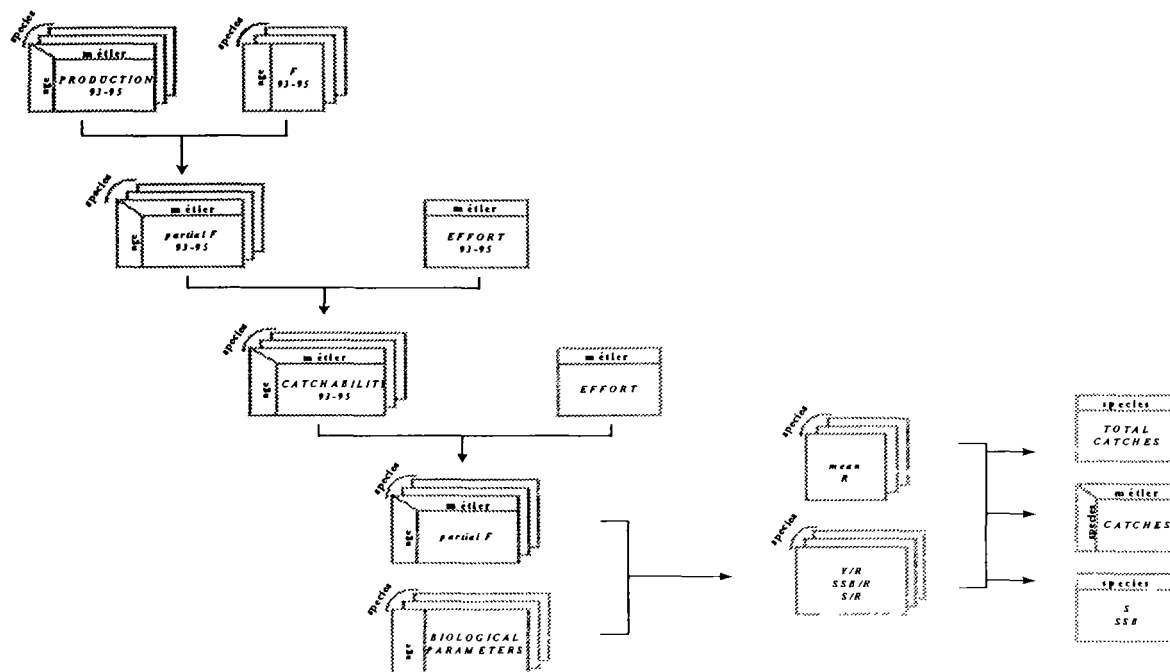 species
métier
age
PRODUCTION
93-95
species
age
F
93-95
species
métier
age
partial F
93-95
métier
EFFORT
93-95
species
métier
age
CATCHABILITE
93-95
métier
EFFORT
species
métier
age
partial F
species
age
BIOLOGICAL
PARAMETERS
species
mean
R
species
Y/R
SSB/R
S/R
species
TOTAL
CATCHES
métier
species
CATCHES
species
S
SSB